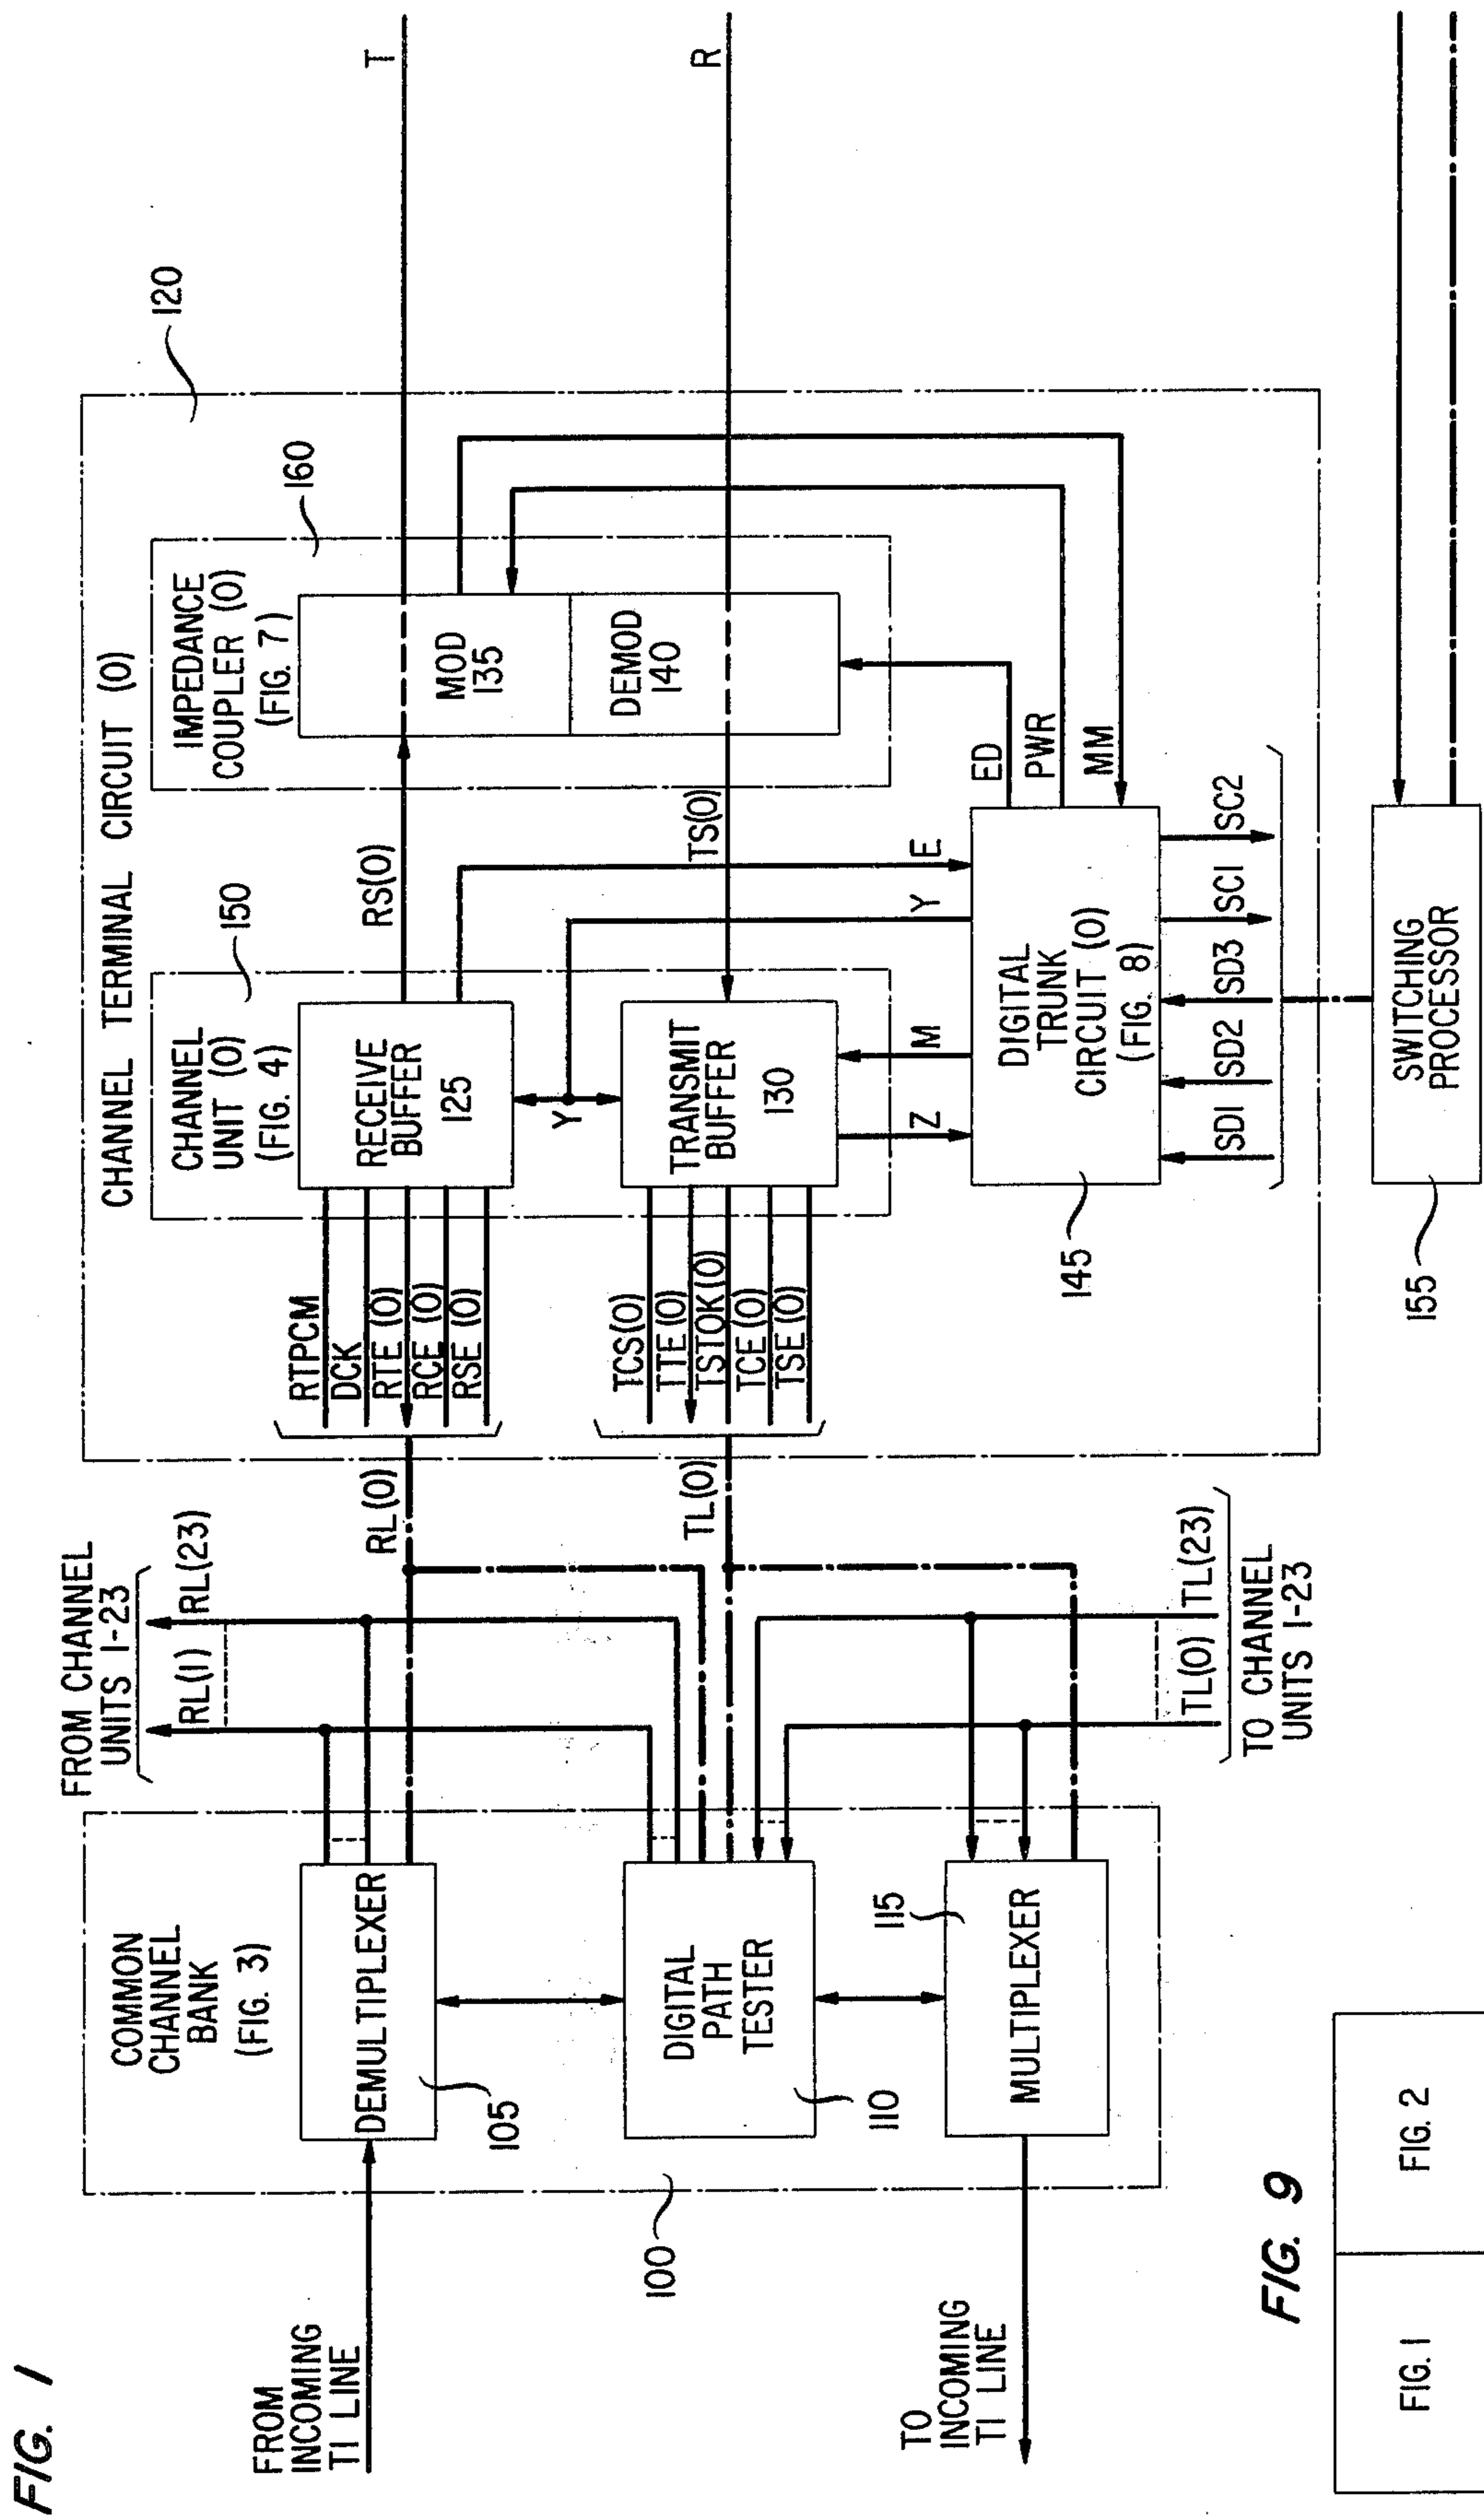 FIG. 1
FROM
INCOMING
T1 LINE
TO
INCOMING
T1 LINE
100
COMMON
CHANNEL
BANK
(FIG. 3)
DEMULTIPLEXER
105
DIGITAL
PATH
TESTER
110
115
MULTIPLEXER
FROM CHANNEL
UNITS 1-23
RL(1)
RL(23)
RL(0)
TL(0)
TL(0)
TL(23)
TO CHANNEL
UNITS 1-23
CHANNEL TERMINAL CIRCUIT (0)
120
RTPCM
DCK
RTE(0)
RCE(0)
RSE(0)
TCS(0)
TTE(0)
TSTOK(0)
TCE(0)
TSE(0)
CHANNEL
UNIT (0)
(FIG. 4)
150
RECEIVE
BUFFER
125
Y
TRANSMIT
BUFFER
130
RS(0)
TS(0)
Z
M
Y
E
IMPEDANCE
COUPLER (0)
(FIG. 7)
160
MOD
135
DEMOD
140
ED
PWR
MM
DIGITAL
TRUNK
CIRCUIT (0)
(FIG. 8)
145
SD1
SD2
SD3
SC1
SC2
T
R
SWITCHING
PROCESSOR
155
FIG. 9
FIG. 1
FIG. 2